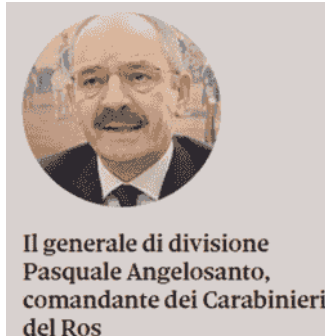 Il generale di divisione
Pasquale Angelosanto,
comandante dei Carabinieri
del Ros